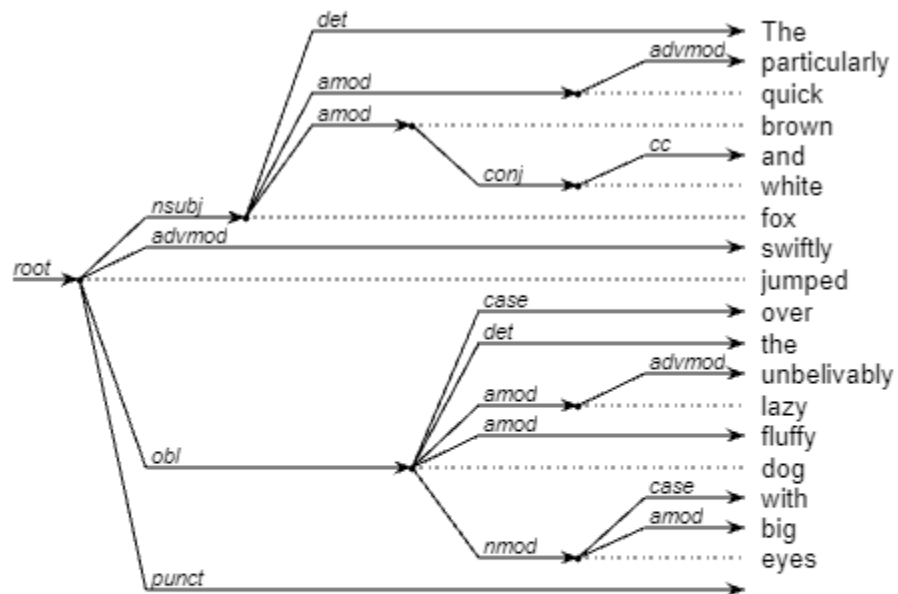 det The
advmod particularly
amod quick
amod brown
cc and
conj white
nsubj fox
advmod swiftly
root jumped
case over
det the
advmod unbelivably
amod lazy
amod fluffy
obl dog
case with
amod big
nmod eyes
punct